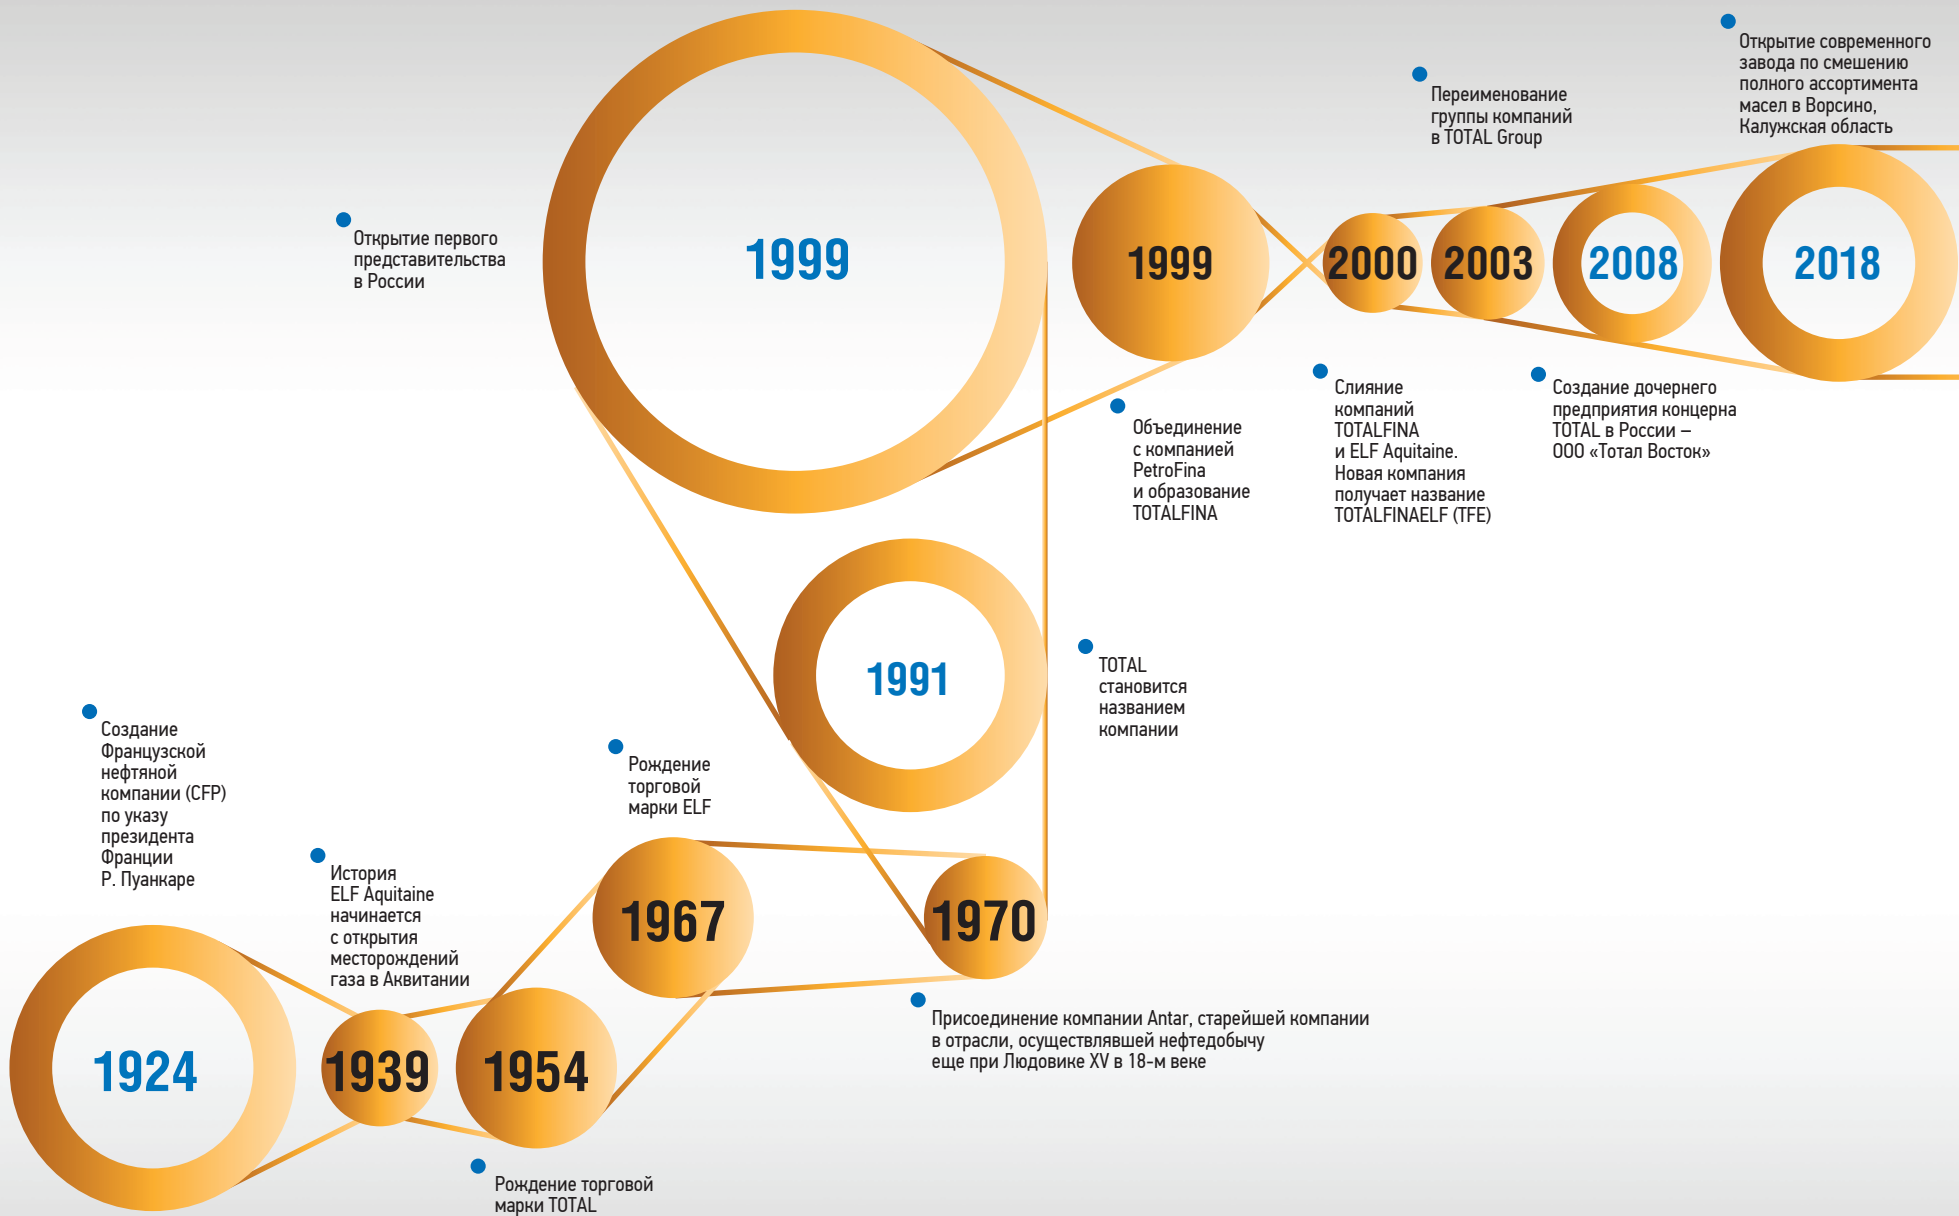 1924
Создание
Французской
нефтяной
компании (CFP)
по указу
президента
Франции
Р. Пуанкаре
1939
История
ELF Aquitaine
начинается
с открытия
месторождений
газа в Аквитании
1954
Рождение торговой
марки TOTAL
1967
Рождение
торговой
марки ELF
1970
Присоединение компании Antar, старейшей компании
в отрасли, осуществлявшей нефтедобычу
еще при Людовике XV в 18-м веке
1991
TOTAL
становится
названием
компании
1999
Открытие первого
представительства
в России
1999
Объединение
с компанией
PetroFina
и образование
TOTALFINA
2000
Слияние
компаний
TOTALFINA
и ELF Aquitaine.
Новая компания
получает название
TOTALFINAELF (TFE)
2003
Переименование
группы компаний
в TOTAL Group
2008
Создание дочернего
предприятия концерна
TOTAL в России –
ООО «Тотал Восток»
2018
Открытие современного
завода по смешению
полного ассортимента
масел в Ворсино,
Калужская область